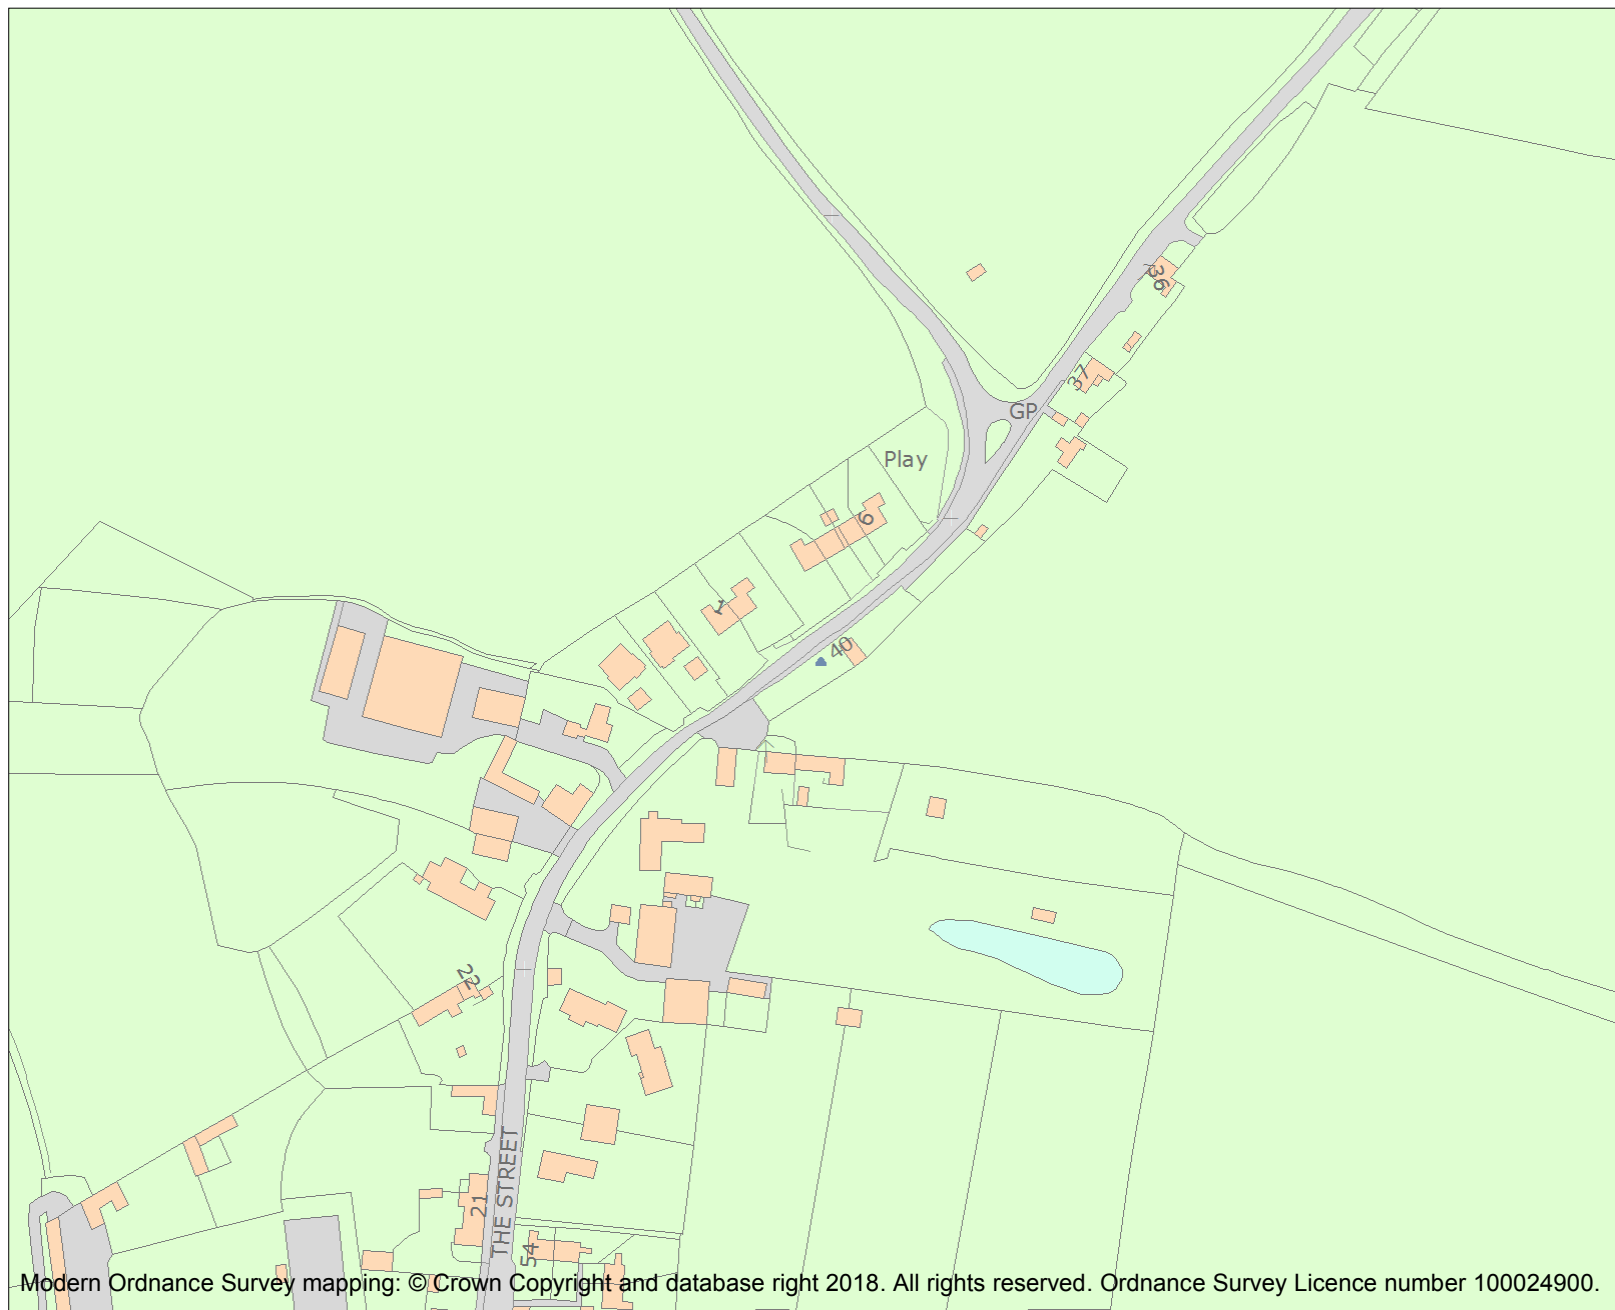 36
37
GP
Play
6
1
40
22
THE STREET
21
54
Modern Ordnance Survey mapping: © Crown Copyright and database right 2018. All rights reserved. Ordnance Survey Licence number 100024900.